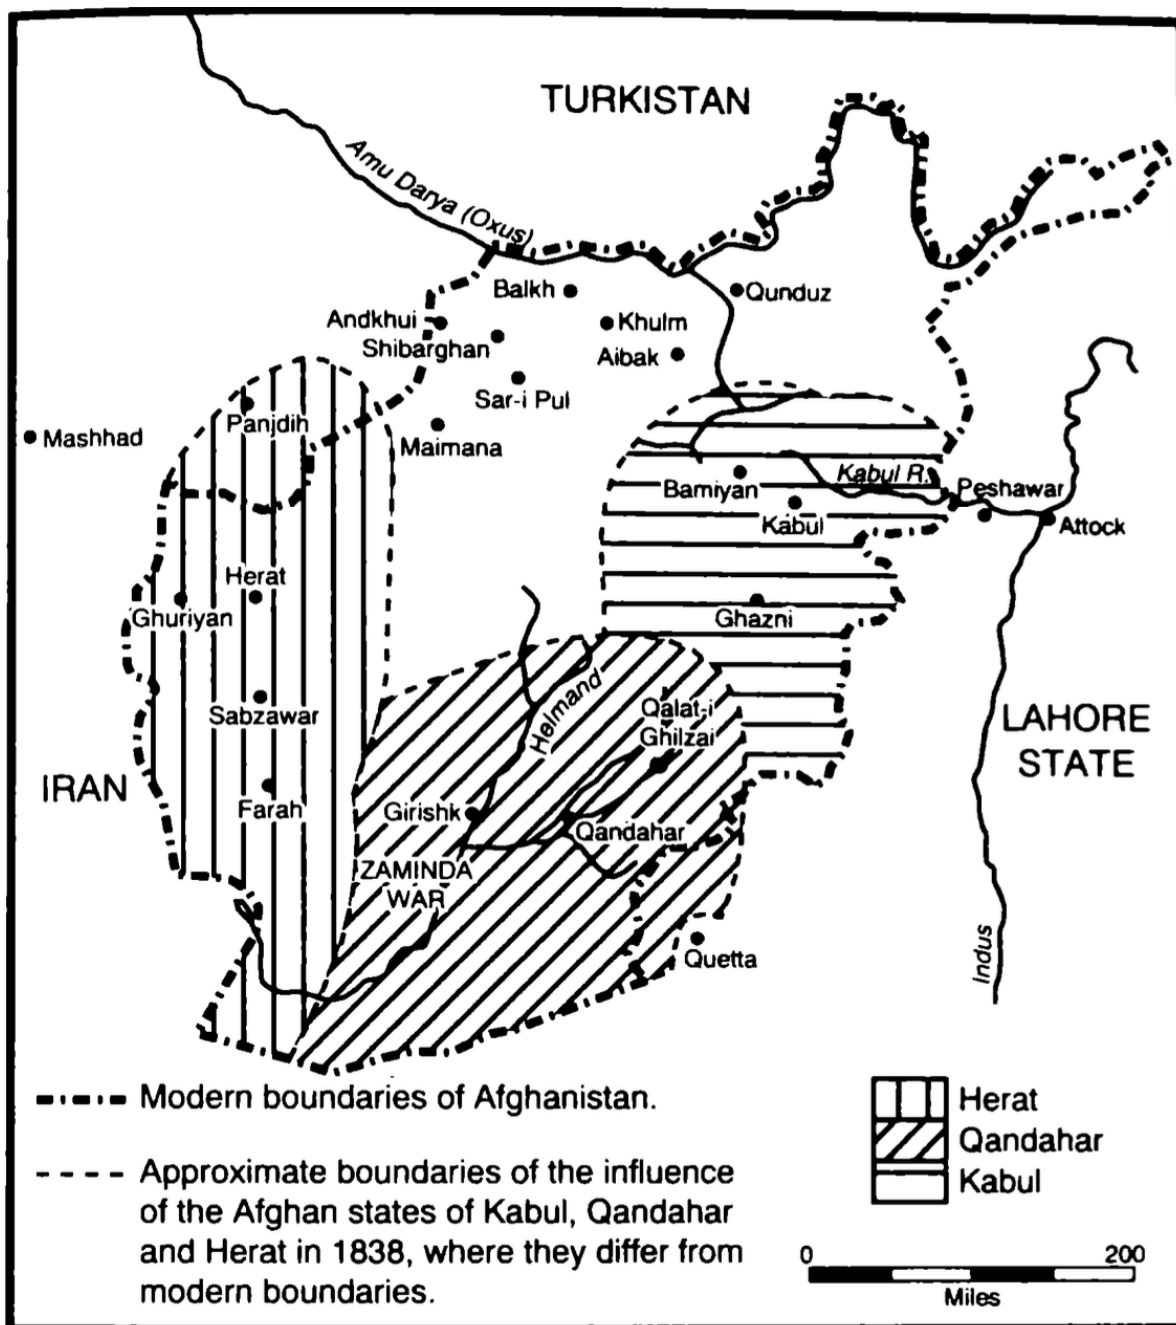 TURKISTAN
Amu Darya (Oxus)
Balkh
Qunduz
Andkhui
Khulm
Shibarghan
Aibak
Sar-i Pul
Panjdih
Mashhad
Maimana
Kabul R.
Bamiyan
Peshawar
Kabul
Attock
Herat
Ghuriyan
Ghazni
Helmand
Sabzawar
Qalat-i
Ghilzai
LAHORE
STATE
IRAN
Farah
Girishk
Qandahar
ZAMINDA
WAR
Quetta
Indus
Modern boundaries of Afghanistan.
Approximate boundaries of the influence
of the Afghan states of Kabul, Qandahar
and Herat in 1838, where they differ from
modern boundaries.
Herat
Qandahar
Kabul
0 200
Miles